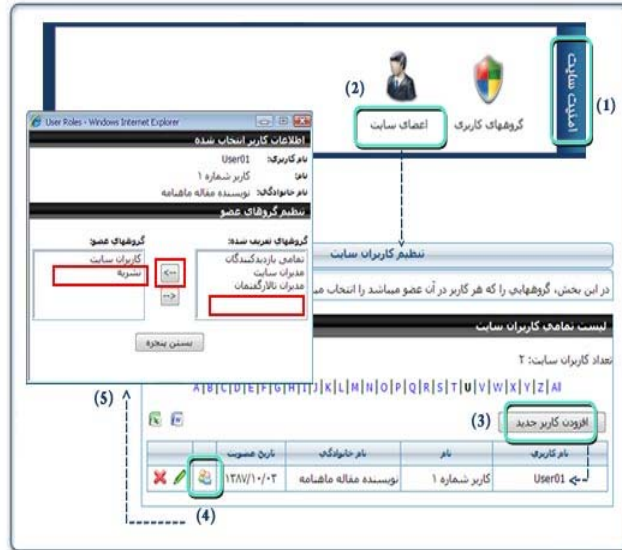 امنیت سایت
(1)
(2)
گروههای کاربری
اعضای سایت
User Roles - Windows Internet Explorer
اطلاعات کاربر انتخاب شده
نام کاربری: User01
نام: کاربر شماره ۱
نام خانوادگی: نویسنده مقاله ماهنامه
تنظیم گروهای عضو
گروههای تعریف شده:
گروههای عضو:
تمامی بازدیدکنندگان
مدیران سایت
مدیران تالارگفتمان
کاربران سایت
نشریه
<--
-->
بستن پنجره
تنظیم کاربران سایت
در این بخش، گروههایی را که هر کاربر در آن عضو میباشد را انتخاب
لیست تمامی کاربران سایت
تعداد کاربران سایت: ۲
A|B|C|D|E|F|G|H|I|J|K|L|M|N|O|P|Q|R|S|T|U|V|W|X|Y|Z|All
(5)
(3)
افزودن کاربر جدید
نام کاربری
نام
نام خانوادگی
تاریخ عضویت
User01
کاربر شماره ۱
نویسنده مقاله ماهنامه
۱۳۸۷/۱۰/۰۳
(4)